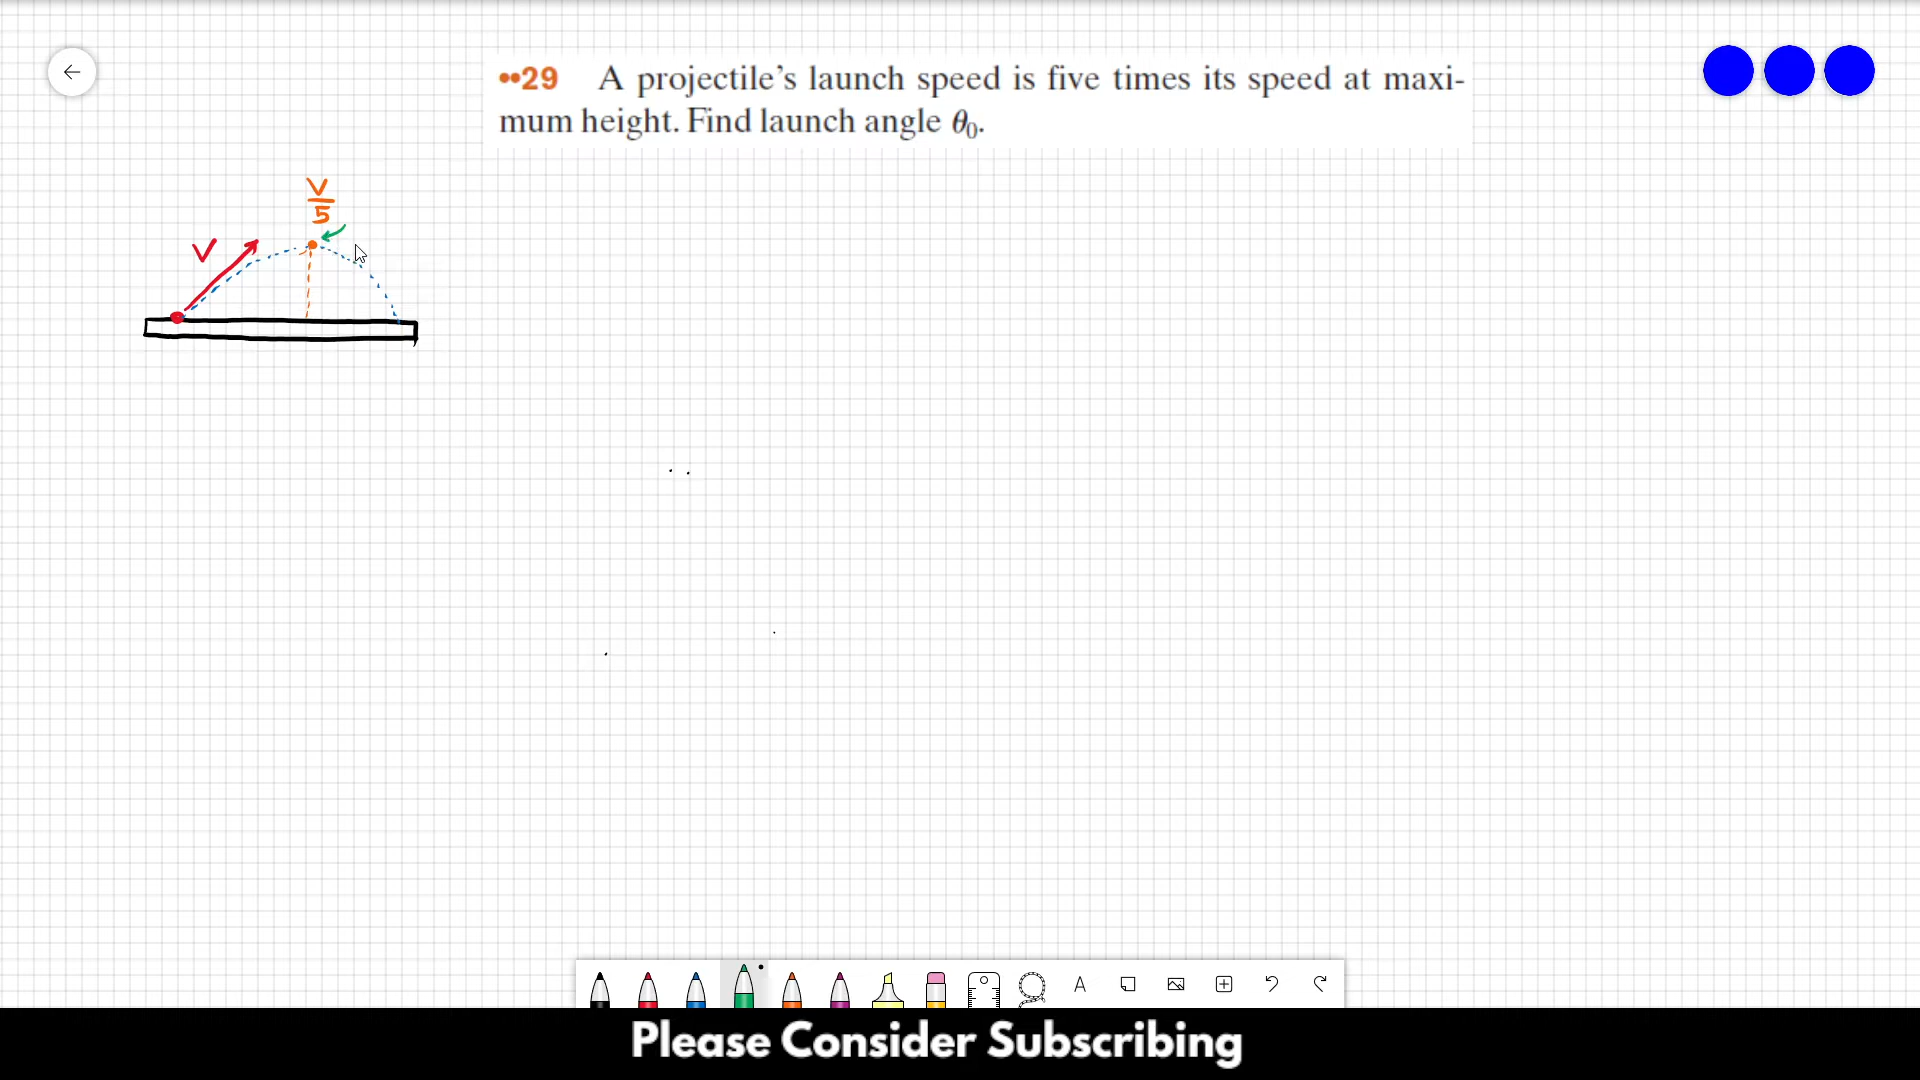 ••29 A projectile's launch speed is five times its speed at maxi-
mum height. Find launch angle θ₀.
V
5
V
A
Please Consider Subscribing